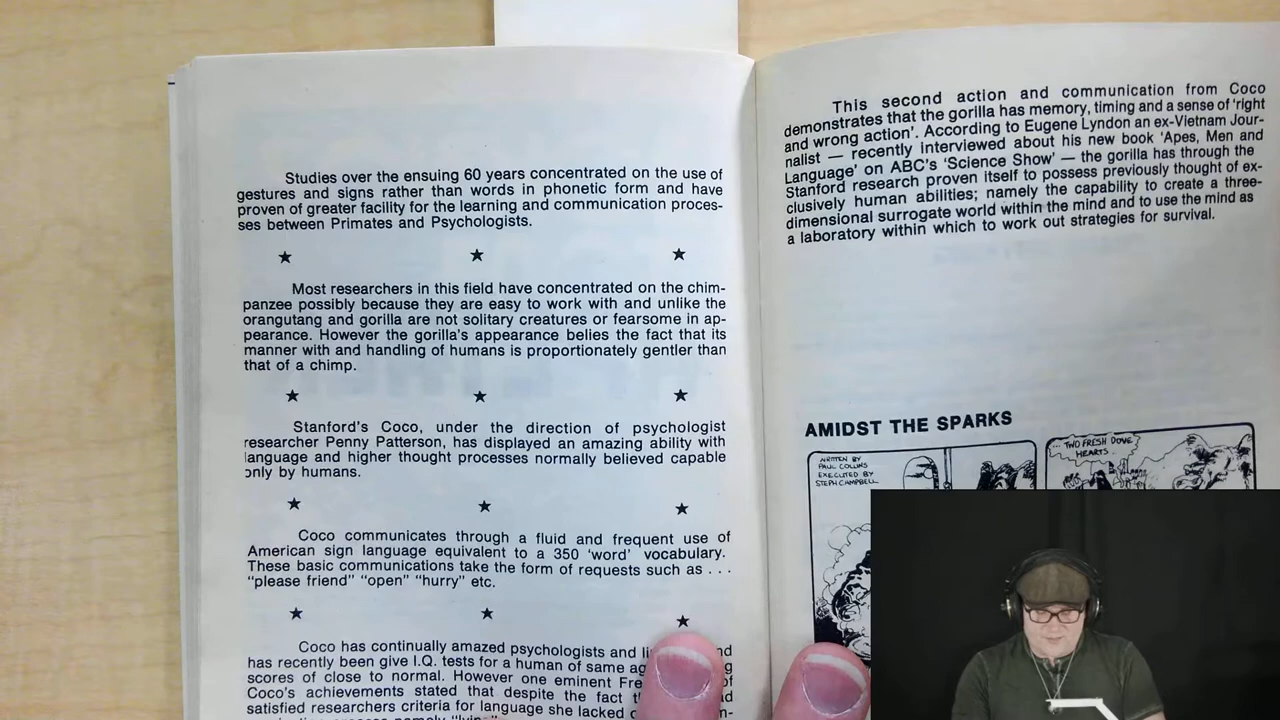 Studies over the ensuing 60 years concentrated on the use of
gestures and signs rather than words in phonetic form and have
proven of greater facility for the learning and communication proces-
ses between Primates and Psychologists.
★ ★ ★
Most researchers in this field have concentrated on the chim-
panzee possibly because they are easy to work with and unlike the
orangutang and gorilla are not solitary creatures or fearsome in ap-
pearance. However the gorilla's appearance belies the fact that its
manner with and handling of humans is proportionately gentler than
that of a chimp.
★ ★ ★
Stanford's Coco, under the direction of psychologist
researcher Penny Patterson, has displayed an amazing ability with
language and higher thought processes normally believed capable
only by humans.
★ ★ ★
Coco communicates through a fluid and frequent use of
American sign language equivalent to a 350 'word' vocabulary.
These basic communications take the form of requests such as . . .
"please friend" "open" "hurry" etc.
★ ★ ★
Coco has continually amazed psychologists and
has recently been give I.Q. tests for a human of same
scores of close to normal. However one eminent
Coco's achievements stated that despite the fact
satisfied researchers criteria for language she lacked
namely "lying"
This second action and communication from Coco
demonstrates that the gorilla has memory, timing and a sense of 'right
and wrong action'. According to Eugene Lyndon an ex-Vietnam Jour-
nalist — recently interviewed about his new book 'Apes, Men and
Language' on ABC's 'Science Show' — the gorilla has through the
Stanford research proven itself to possess previously thought of ex-
clusively human abilities; namely the capability to create a three-
dimensional surrogate world within the mind and to use the mind as
a laboratory within which to work out strategies for survival.
AMIDST THE SPARKS
WRITTEN BY
PAUL COLLINS
EXECUTED BY
STEPH CAMPBELL
TWO FRESH DOVE
HEARTS . .